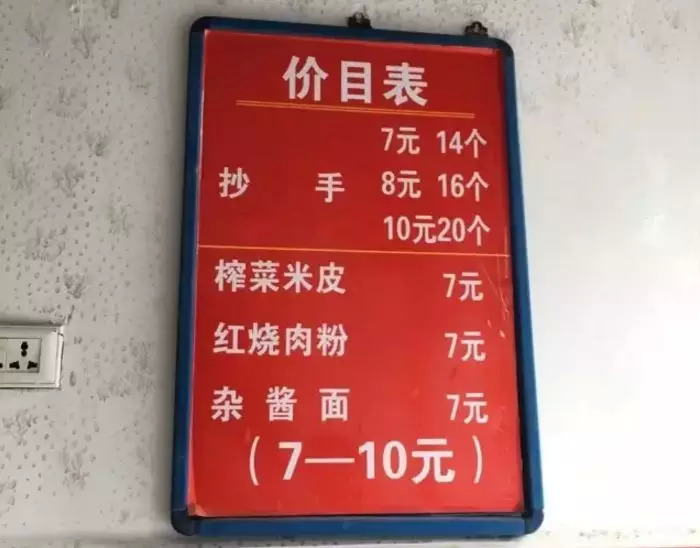 价目表
7元 14个
抄 手 8元 16个
10元20个
榨菜米皮 7元
红烧肉粉 7元
杂酱面 7元
(7—10元)